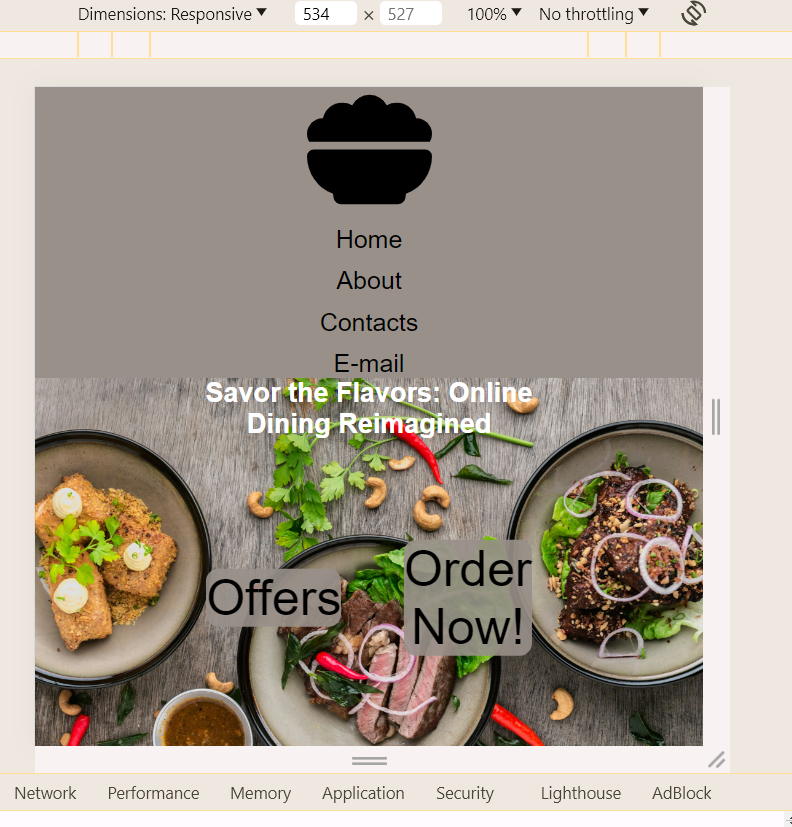 Dimensions: Responsive 534 × 527 100% No throttling
Home
About
Contacts
E-mail
Savor the Flavors: Online
Dining Reimagined
Offers
Order
Now!
Network Performance Memory Application Security Lighthouse AdBlock